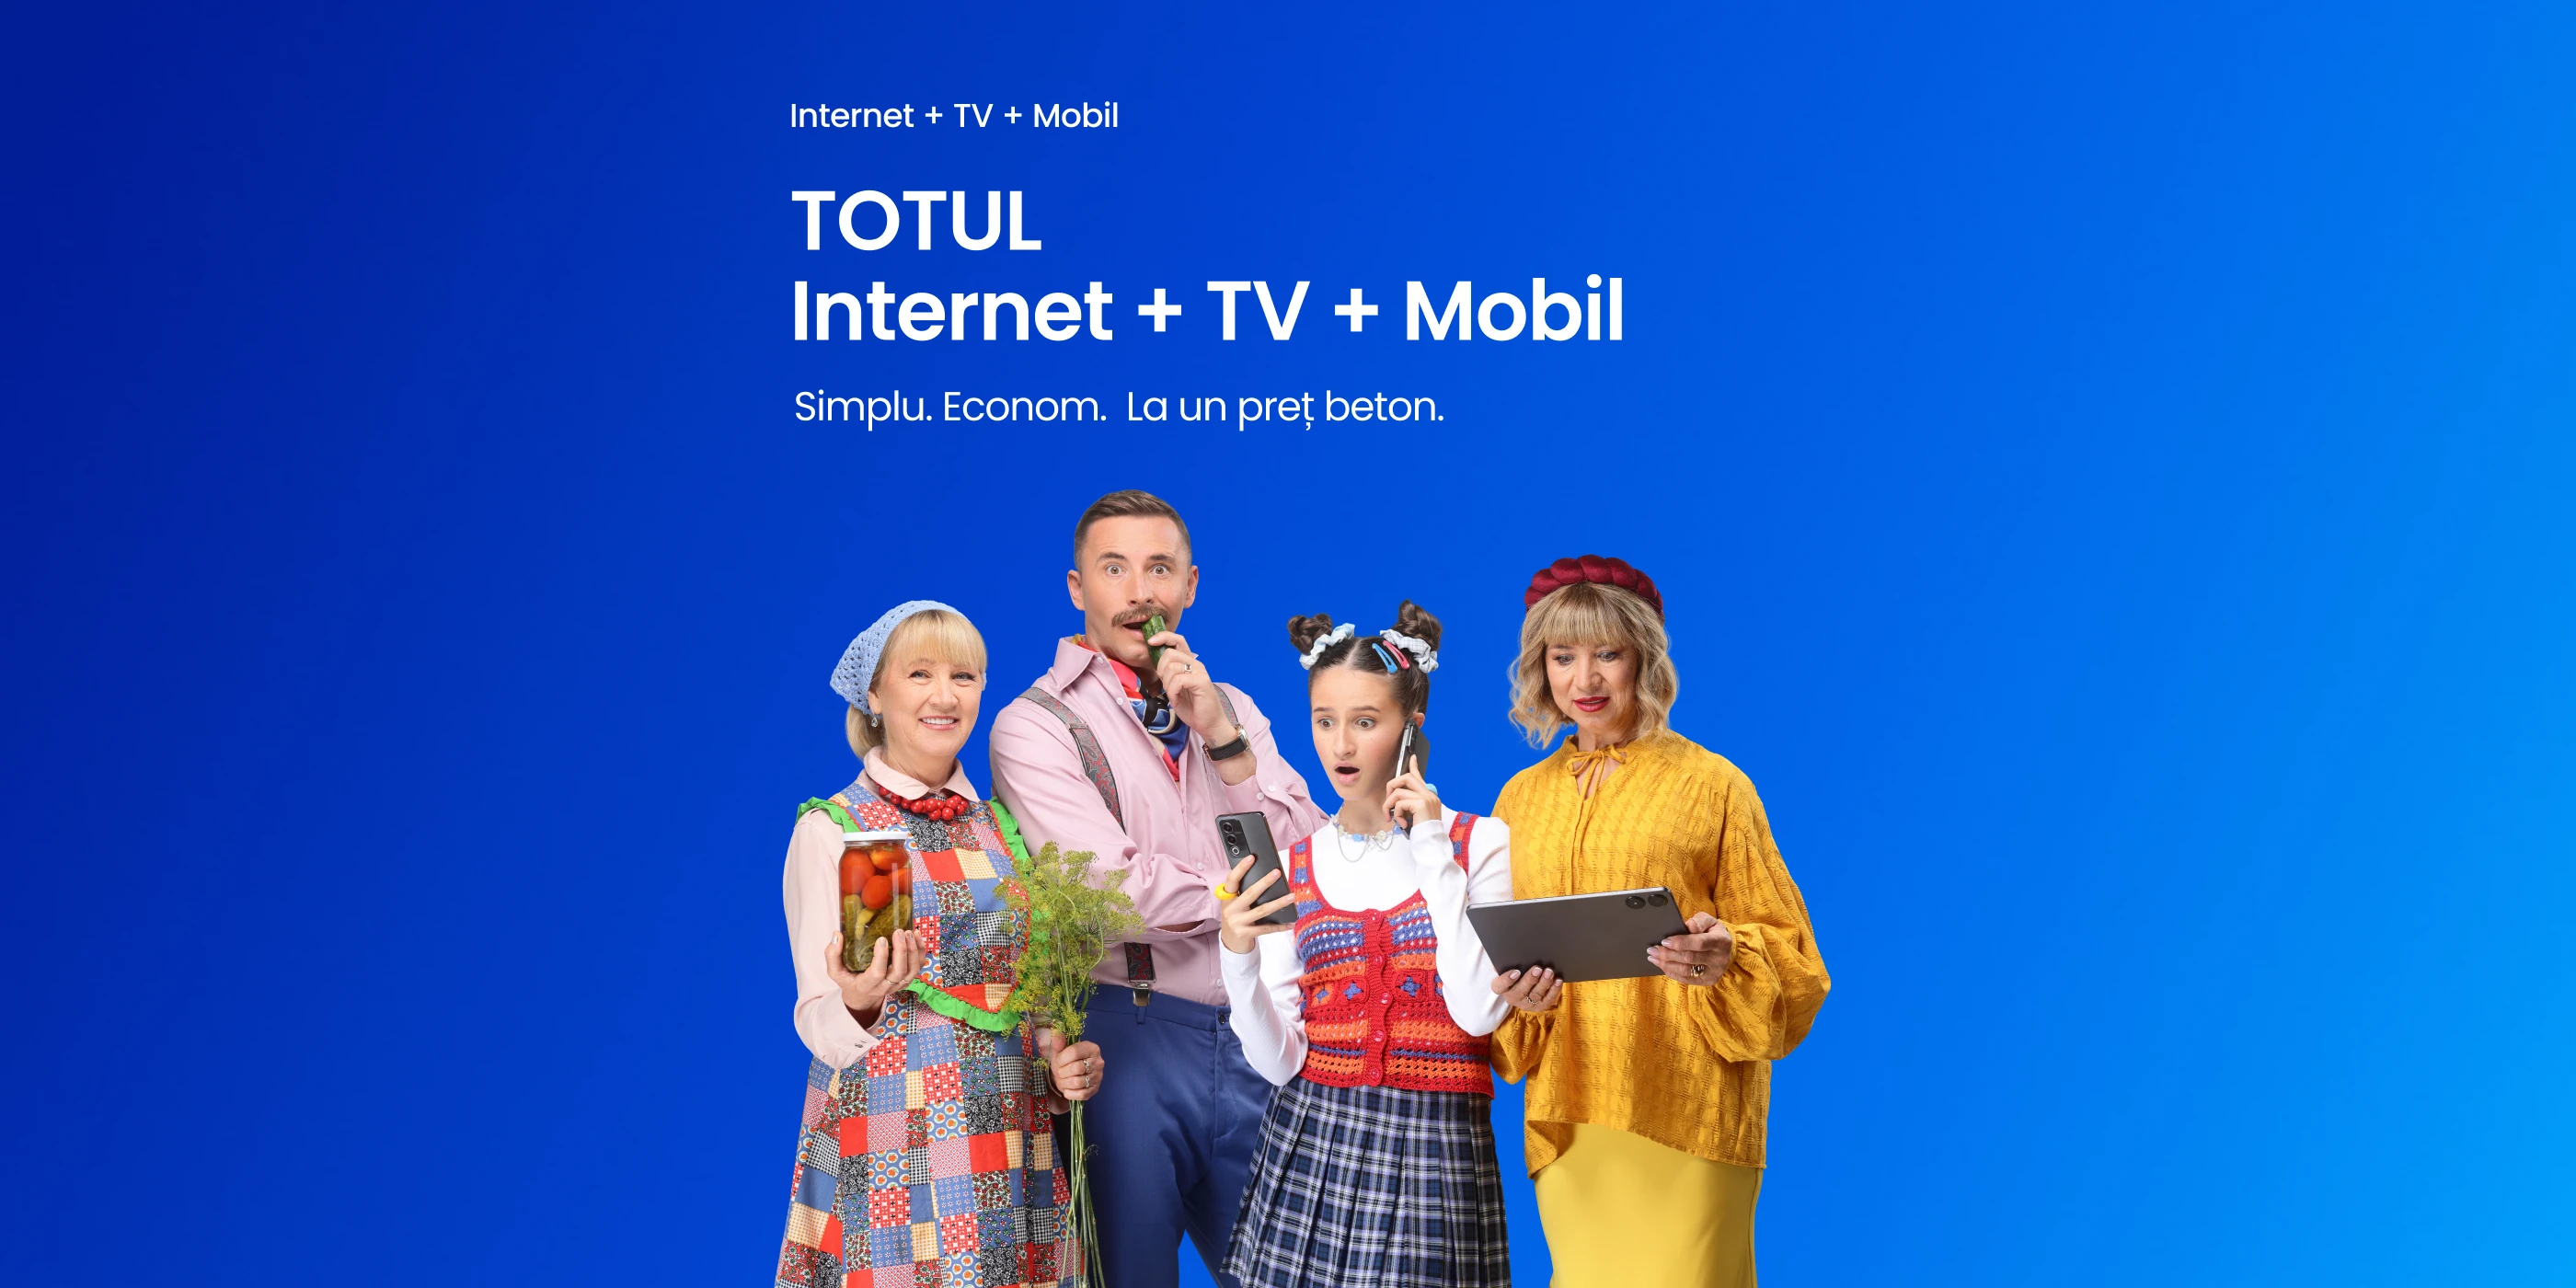 Internet + TV + Mobil
TOTUL
Internet + TV + Mobil
Simplu. Econom. La un preț beton.